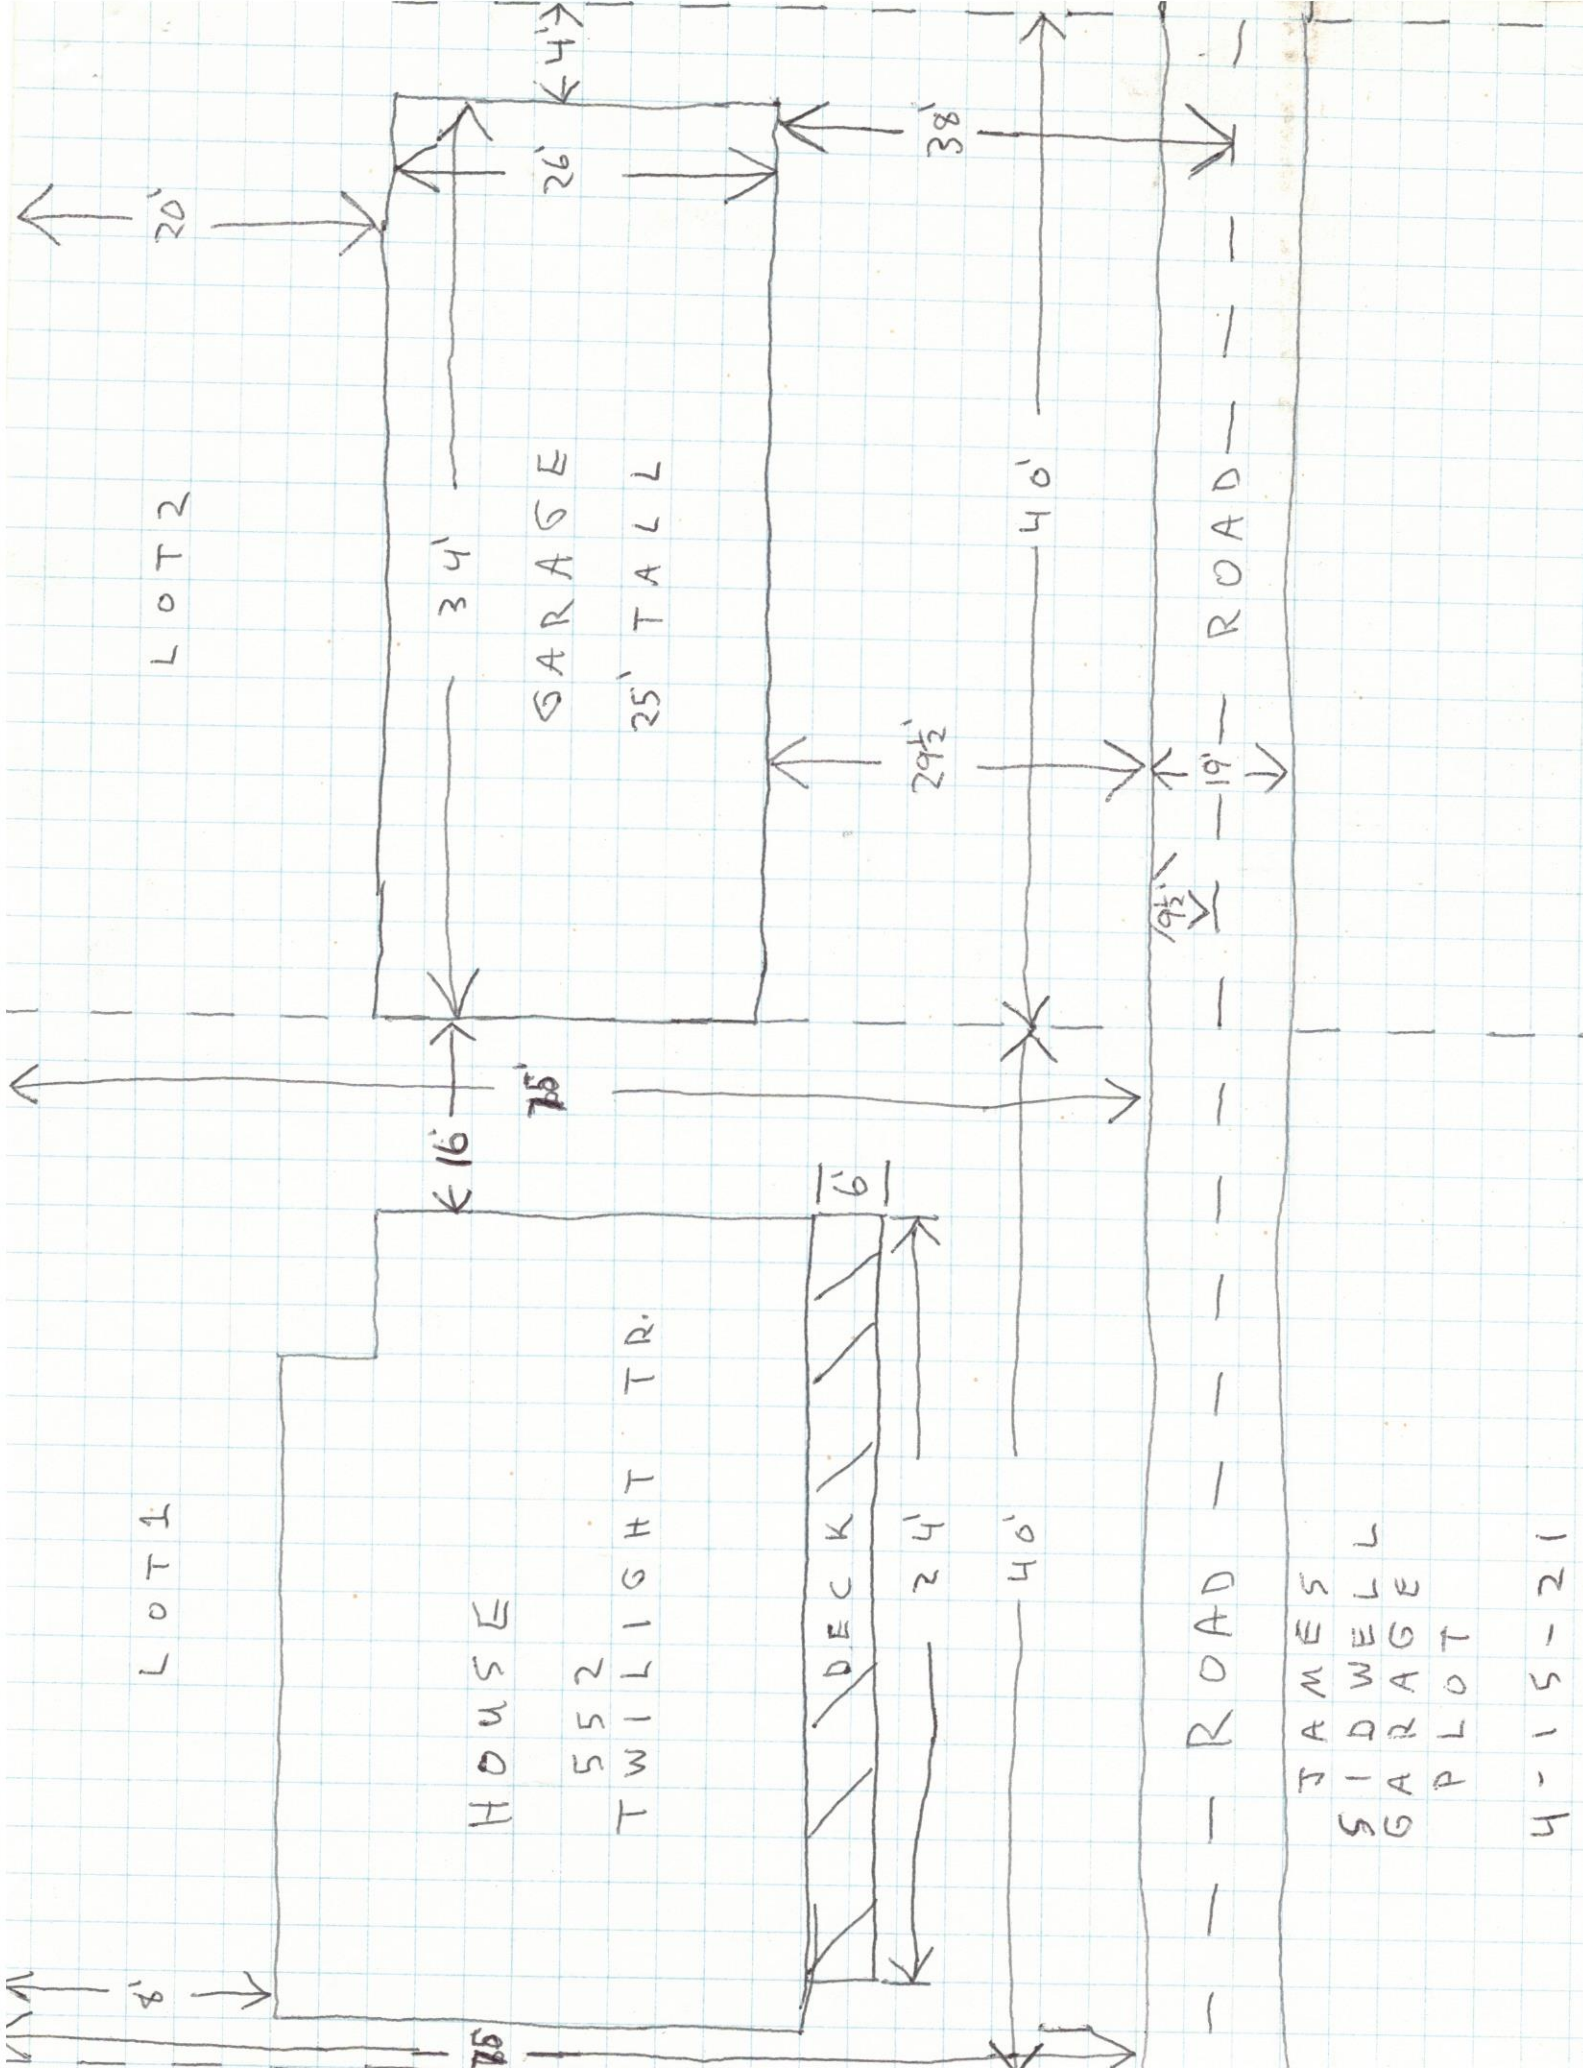 LOT 1
LOT 2
8'
20'
HOUSE
552
TWILIGHT TR.
16'
34'
GARAGE
25' TALL
26'
4'
DECK
6'
24'
29½'
38'
40'
40'
9½'
19'
ROAD
ROAD
JAMES
SIDWELL
GARAGE
PLOT
4-15-21